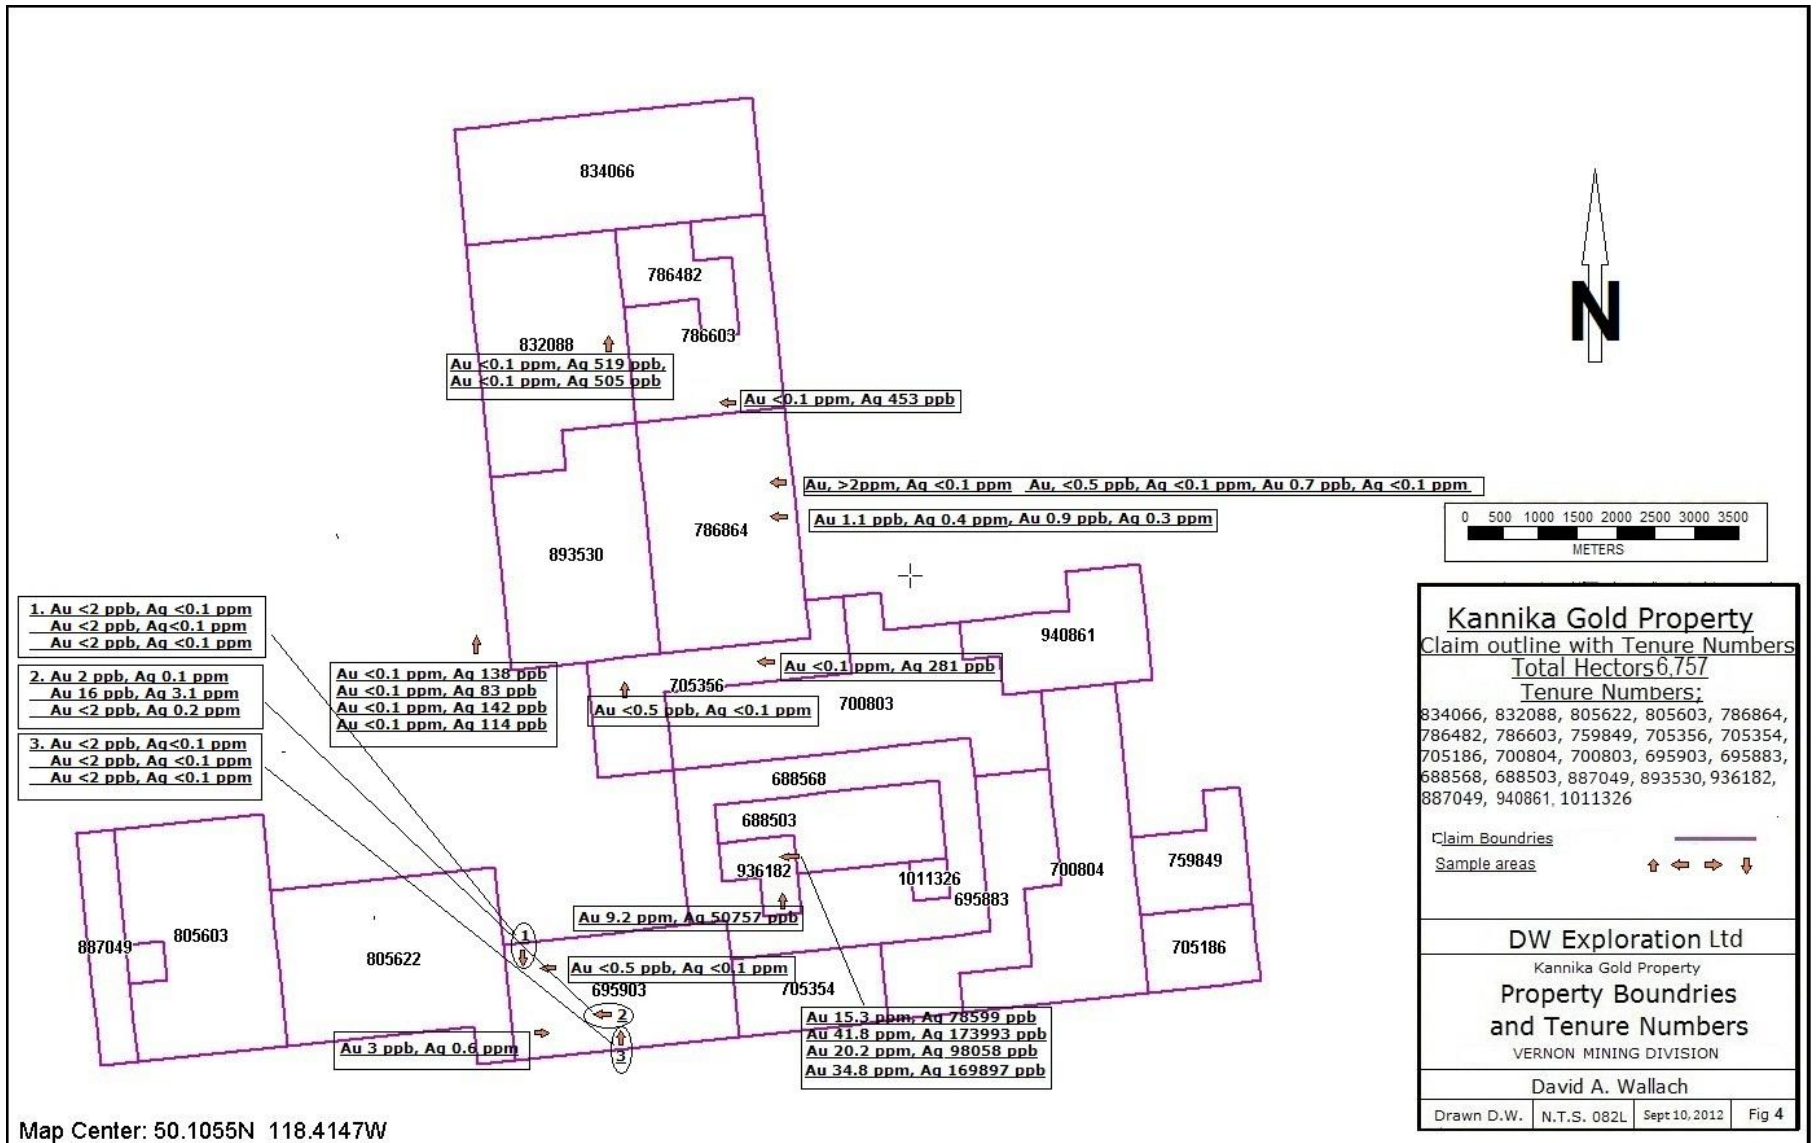 834066
786482
832088
786603
Au <0.1 ppm, Ag 519 ppb,
Au <0.1 ppm, Ag 505 ppb
Au <0.1 ppm, Ag 453 ppb
Au, >2ppm, Ag <0.1 ppm Au, <0.5 ppb, Ag <0.1 ppm, Au 0.7 ppb, Ag <0.1 ppm
Au 1.1 ppb, Ag 0.4 ppm, Au 0.9 ppb, Ag 0.3 ppm
786864
893530
N
0 500 1000 1500 2000 2500 3000 3500
METERS
1. Au <2 ppb, Ag <0.1 ppm
Au <2 ppb, Ag<0.1 ppm
Au <2 ppb, Ag <0.1 ppm
2. Au 2 ppb, Ag 0.1 ppm
Au 16 ppb, Ag 3.1 ppm
Au <2 ppb, Ag 0.2 ppm
3. Au <2 ppb, Ag<0.1 ppm
Au <2 ppb, Ag <0.1 ppm
Au <2 ppb, Ag <0.1 ppm
Au <0.1 ppm, Ag 138 ppb
Au <0.1 ppm, Ag 83 ppb
Au <0.1 ppm, Ag 142 ppb
Au <0.1 ppm, Ag 114 ppb
940861
Au <0.1 ppm, Ag 281 ppb
705356
700803
Au <0.5 ppb, Ag <0.1 ppm
688568
688503
936182
1011326
695883
700804
759849
705186
Au 9.2 ppm, Ag 50757 ppb
887049
805603
805622
1
Au <0.5 ppb, Ag <0.1 ppm
695903
705354
2
3
Au 3 ppb, Ag 0.6 ppm
Au 15.3 ppm, Ag 78599 ppb
Au 41.8 ppm, Ag 173993 ppb
Au 20.2 ppm, Ag 98058 ppb
Au 34.8 ppm, Ag 169897 ppb
Kannika Gold Property
Claim outline with Tenure Numbers
Total Hectors6,757
Tenure Numbers;
834066, 832088, 805622, 805603, 786864,
786482, 786603, 759849, 705356, 705354,
705186, 700804, 700803, 695903, 695883,
688568, 688503, 887049, 893530, 936182,
887049, 940861, 1011326
Claim Boundries
Sample areas
DW Exploration Ltd
Kannika Gold Property
Property Boundries
and Tenure Numbers
VERNON MINING DIVISION
David A. Wallach
Drawn D.W. N.T.S. 082L Sept 10, 2012 Fig 4
Map Center: 50.1055N 118.4147W